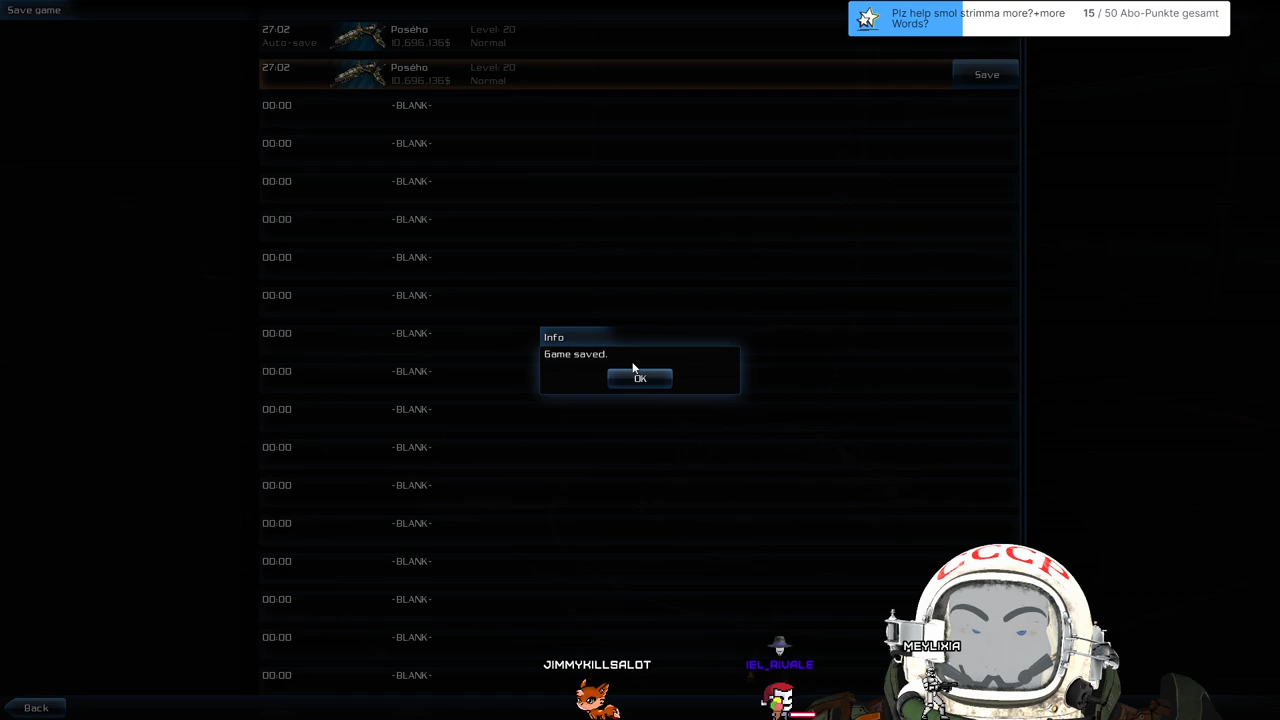 Save game
Plz help smol strimma more?+more Words?
15 / 50 Abo-Punkte gesamt
27:02 Posého Level: 20
Auto-save 10,696,136$ Normal
27:02 Posého Level: 20
10,696,136$ Normal
Save
00:00 -BLANK-
00:00 -BLANK-
00:00 -BLANK-
00:00 -BLANK-
00:00 -BLANK-
00:00 -BLANK-
00:00 -BLANK-
Info
Game saved.
OK
00:00 -BLANK-
00:00 -BLANK-
00:00 -BLANK-
00:00 -BLANK-
00:00 -BLANK-
00:00 -BLANK-
00:00 -BLANK-
00:00 -BLANK-
00:00 -BLANK-
CCCP
MEYLIXIA
JIMMYKILLSALOT
IEL_RIVALE
Back